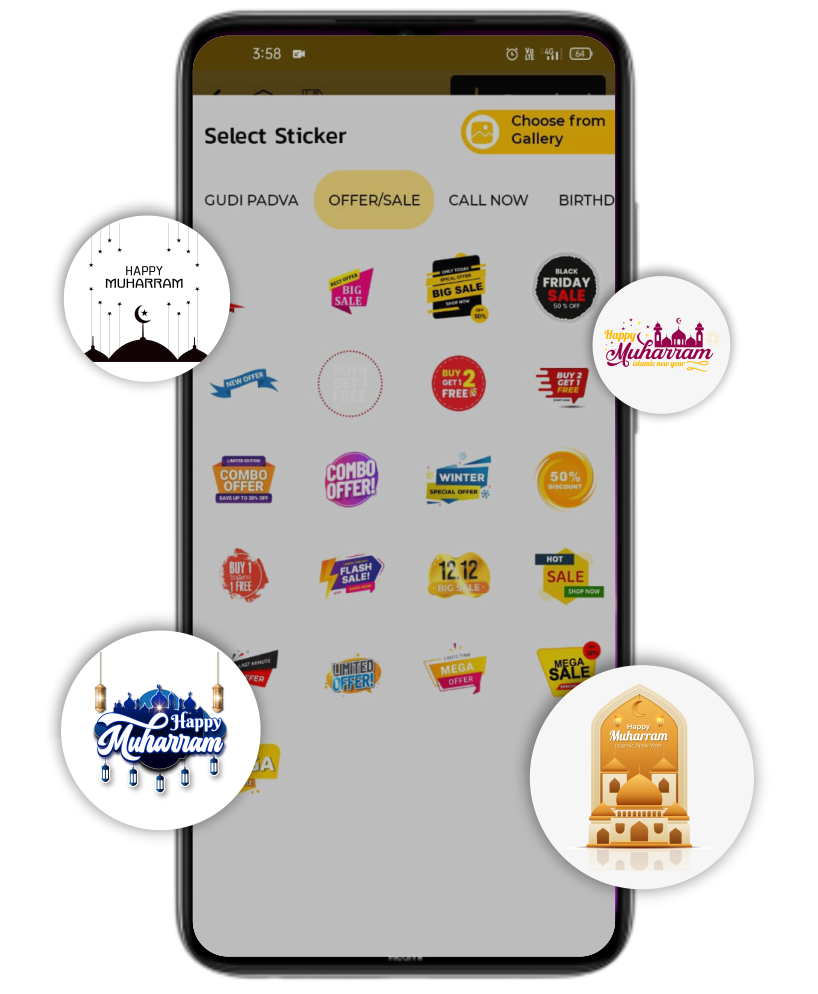 3:58
Vo
LTE
4G
64
Select Sticker
Choose from
Gallery
GUDI PADVA
OFFER/SALE
CALL NOW
BIRTHD
HAPPY
MUHARRAM
BEST OFFER
BIG
SALE
ONLY TODAY
SPECIAL OFFER
BIG SALE
SHOP NOW
50%
BLACK
FRIDAY
SALE
50 % OFF
Happy
Muharram
islamic new year
NEW OFFER
BUY 1
GET 1
FREE
BUY 2
GET 1
FREE
BUY 2
GET 1
FREE
LIMITED EDITION
COMBO
OFFER
SAVE UP TO 30% OFF
COMBO
OFFER!
WINTER
SPECIAL OFFER
50%
DISCOUNT
BUY 1
1 FREE
FLASH
SALE!
12.12
BIG SALE
HOT
SALE
SHOP NOW
LAST MINUTE
FFER
LIMITED
OFFER!
MEGA
OFFER
MEGA
SALE
Happy
Muharram
GA
Happy
Muharram
Islamic New Year